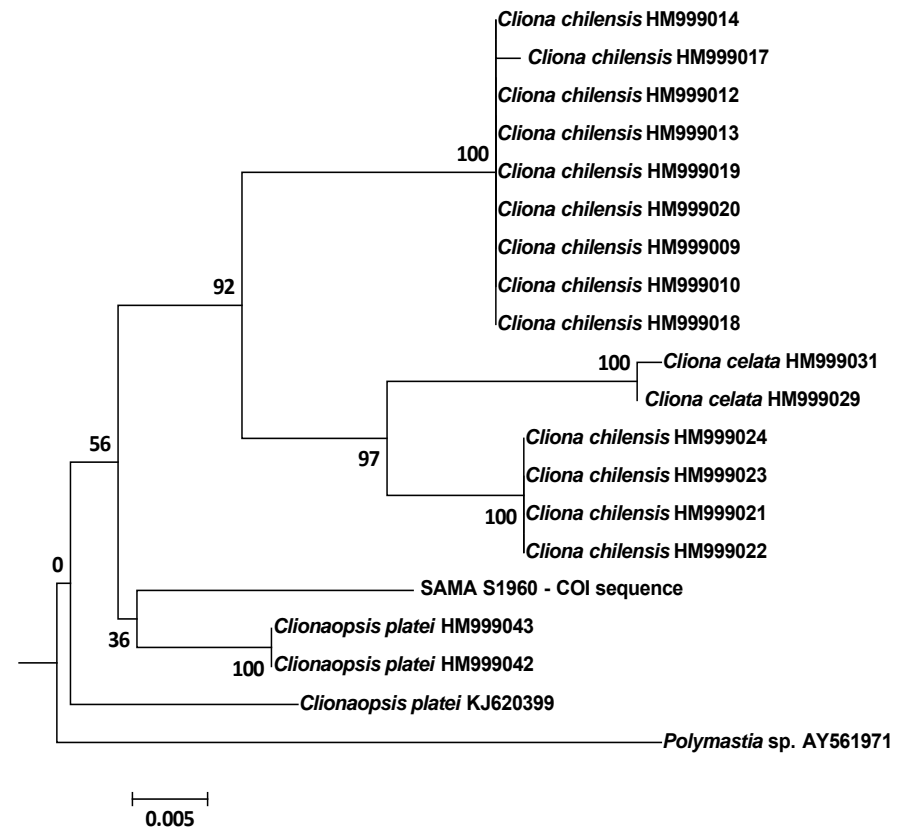 Cliona chilensis HM999014
Cliona chilensis HM999017
Cliona chilensis HM999012
Cliona chilensis HM999013
100
Cliona chilensis HM999019
Cliona chilensis HM999020
Cliona chilensis HM999009
92
Cliona chilensis HM999010
Cliona chilensis HM999018
100
Cliona celata HM999031
Cliona celata HM999029
56
Cliona chilensis HM999024
97
Cliona chilensis HM999023
100
Cliona chilensis HM999021
Cliona chilensis HM999022
0
SAMA S1960 - COI sequence
36
Clionaopsis platei HM999043
100
Clionaopsis platei HM999042
Clionaopsis platei KJ620399
Polymastia sp. AY561971
0.005